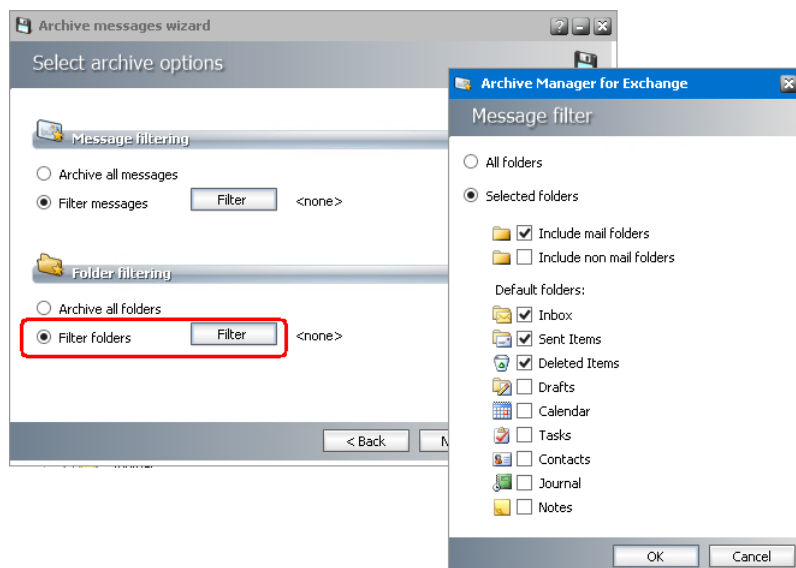 Archive messages wizard
Select archive options
Message filtering
Archive all messages
Filter messages Filter <none>
Folder filtering
Archive all folders
Filter folders Filter <none>
< Back N
Archive Manager for Exchange
Message filter
All folders
Selected folders
Include mail folders
Include non mail folders
Default folders:
Inbox
Sent Items
Deleted Items
Drafts
Calendar
Tasks
Contacts
Journal
Notes
OK Cancel